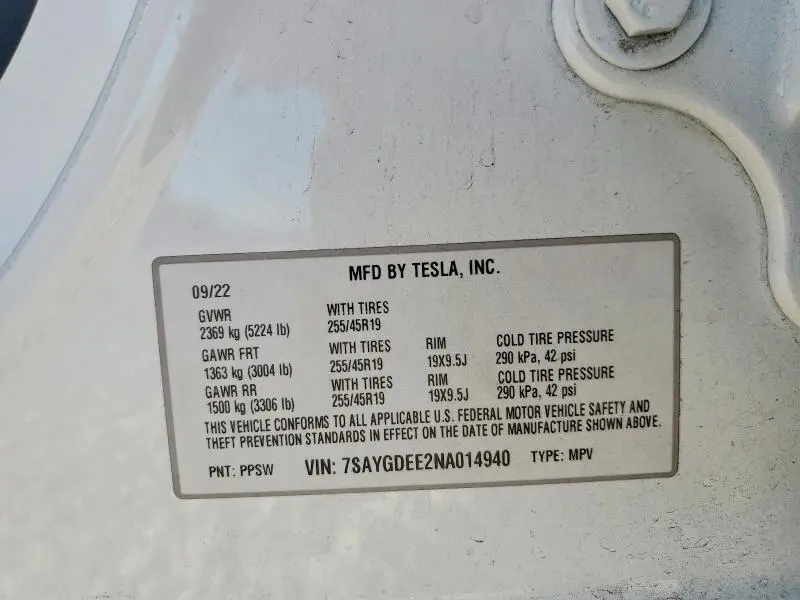 MFD BY TESLA, INC.
09/22
GVWR WITH TIRES
2369 kg (5224 lb) 255/45R19
GAWR FRT WITH TIRES RIM COLD TIRE PRESSURE
1363 kg (3004 lb) 255/45R19 19X9.5J 290 kPa, 42 psi
GAWR RR WITH TIRES RIM COLD TIRE PRESSURE
1500 kg (3306 lb) 255/45R19 19X9.5J 290 kPa, 42 psi
THIS VEHICLE CONFORMS TO ALL APPLICABLE U.S. FEDERAL MOTOR VEHICLE SAFETY AND
THEFT PREVENTION STANDARDS IN EFFECT ON THE DATE OF MANUFACTURE SHOWN ABOVE.
PNT: PPSW VIN: 7SAYGDEE2NA014940 TYPE: MPV